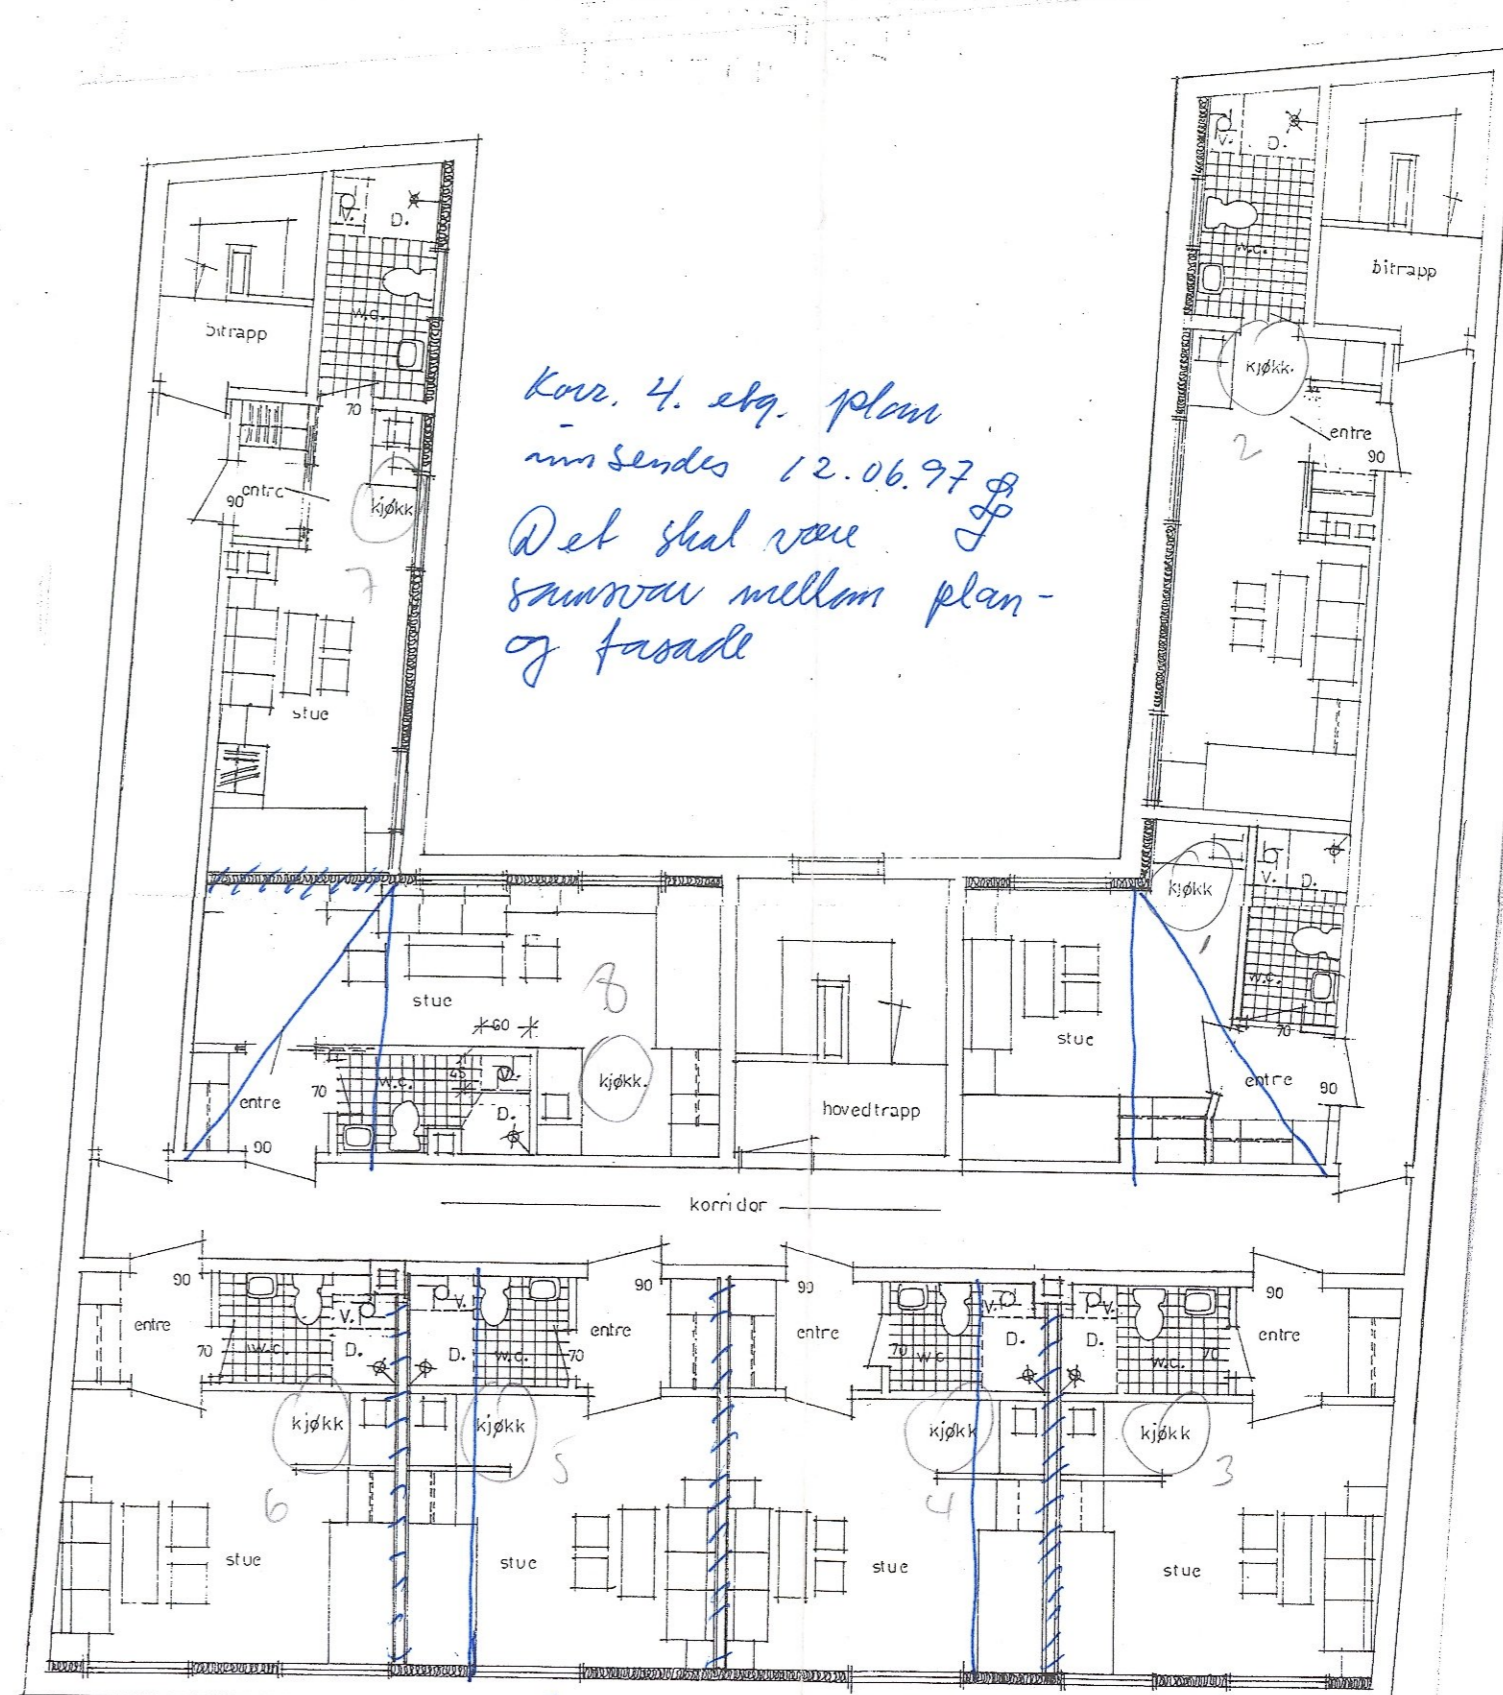 V.
D.
V.
D.
w.c.
bitrapp
w.c.
bitrapp
kjøkk.
70
entre
90
2
entre
90
kjøkk
7
stue
Korr. 4. etg. plan
innsendes 12.06.97
Det skal være
samsvar mellom plan-
og fasade
kjøkk
V.
D.
1
w.c.
70
stue
8
60
stue
entre
90
70
w.c.
45
V.
D.
kjøkk.
entre
90
hovedtrapp
korridor
90
entre
70
w.c.
V.
D.
V.
D.
w.c.
70
90
entre
90
entre
70
w.c.
V.
D.
V.
D.
w.c.
70
90
entre
kjøkk
kjøkk
kjøkk
kjøkk
6
5
4
3
stue
stue
stue
stue